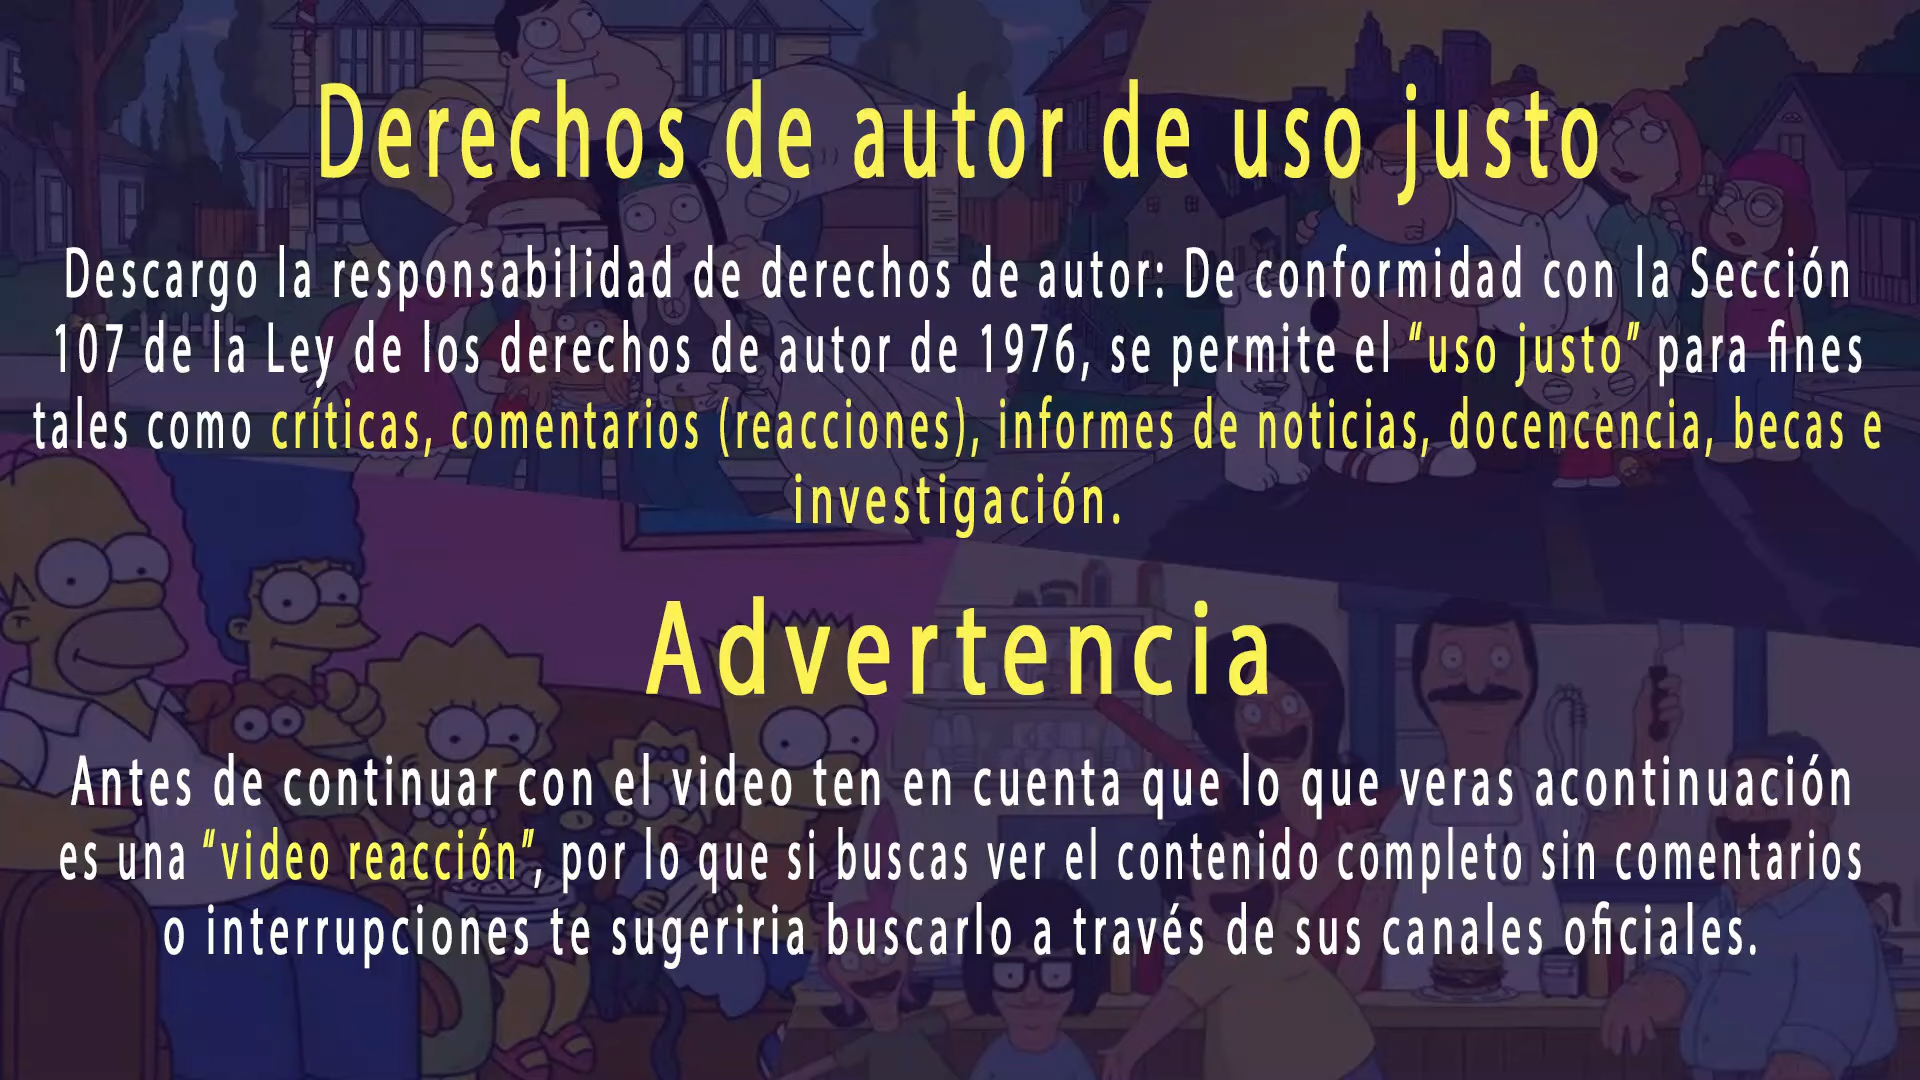 Derechos de autor de uso justo
Descargo la responsabilidad de derechos de autor: De conformidad con la Sección
107 de la Ley de los derechos de autor de 1976, se permite el “uso justo” para fines
tales como críticas, comentarios (reacciones), informes de noticias, docencencia, becas e
investigación.
Advertencia
Antes de continuar con el video ten en cuenta que lo que veras acontinuación
es una “video reacción”, por lo que si buscas ver el contenido completo sin comentarios
o interrupciones te sugeriria buscarlo a través de sus canales oficiales.